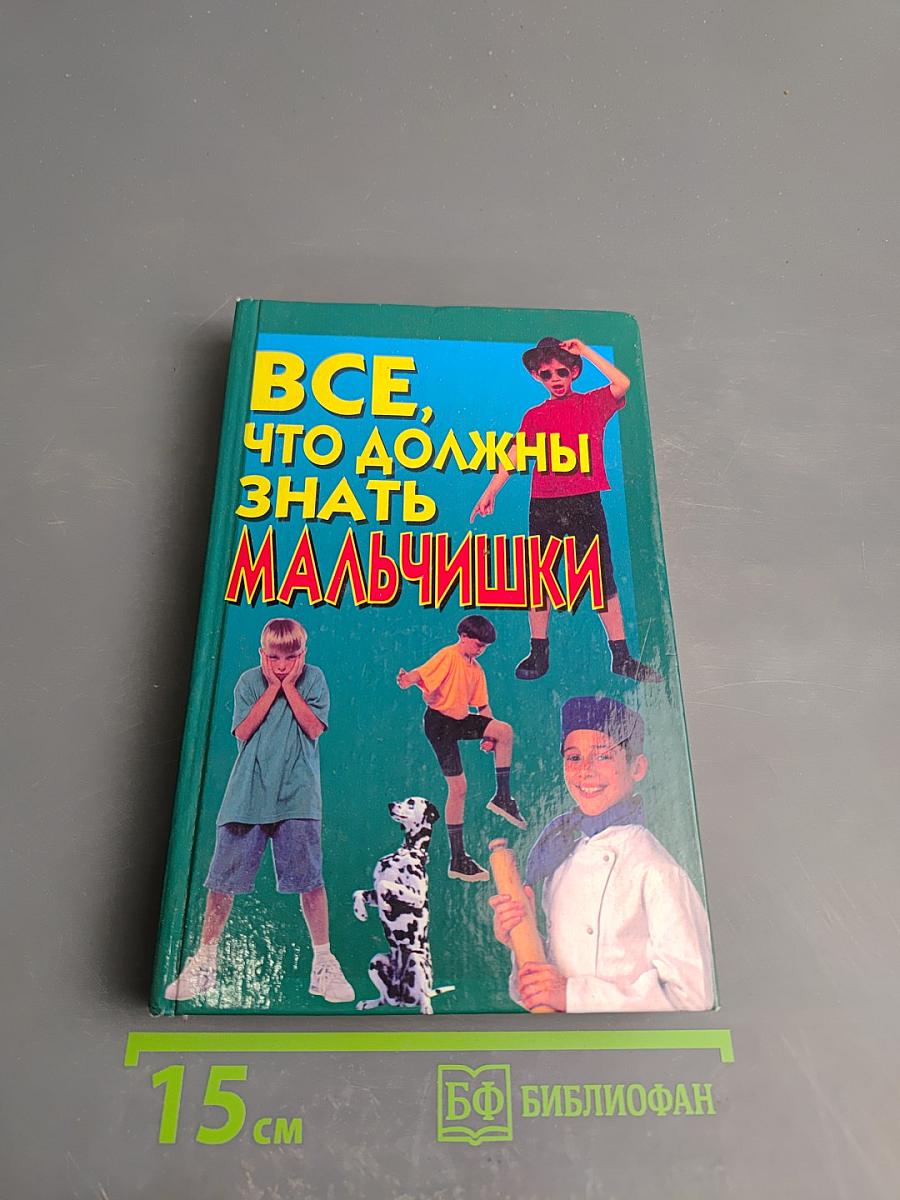 ВСЕ,
ЧТО ДОЛЖНЫ
ЗНАТЬ
МАЛЬЧИШКИ
15 см
БФ БИБЛИОФАН